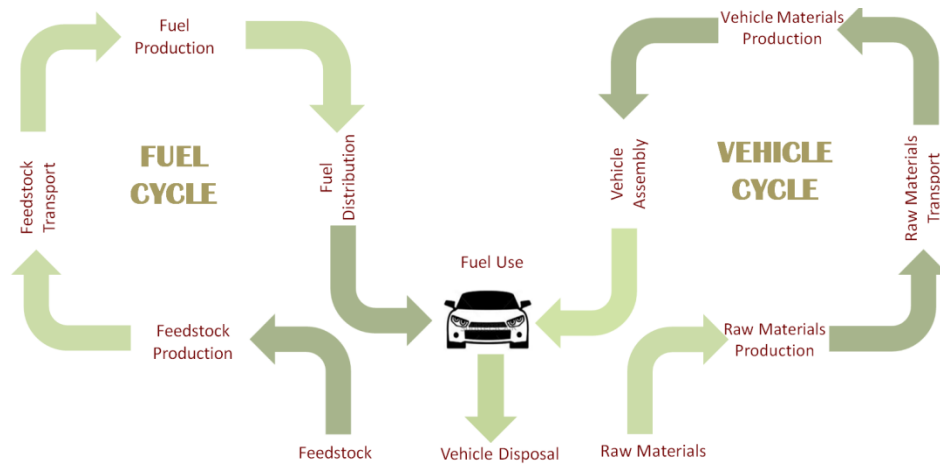 Fuel
Production
Vehicle Materials
Production
FUEL
CYCLE
VEHICLE
CYCLE
Feedstock
Transport
Fuel
Distribution
Vehicle
Assembly
Raw Materials
Transport
Fuel Use
Feedstock
Production
Raw Materials
Production
Feedstock
Vehicle Disposal
Raw Materials